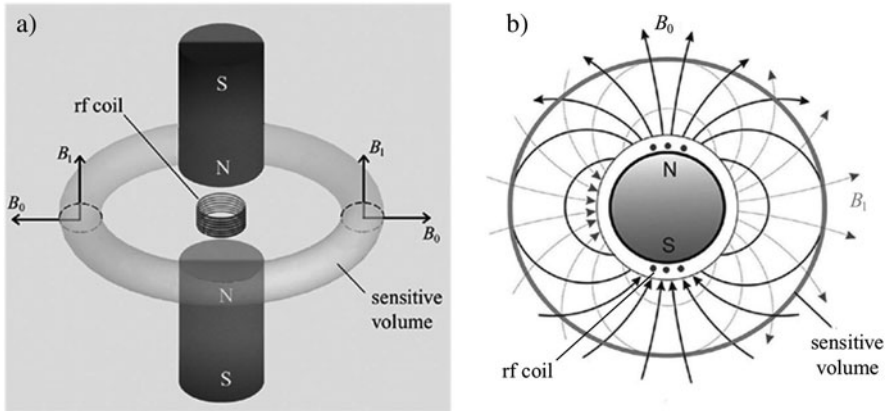 a)
S
rf coil
N
B₁
B₁
B₀
B₀
N
sensitive
volume
S
b)
B₀
N
B₁
S
rf coil
sensitive
volume